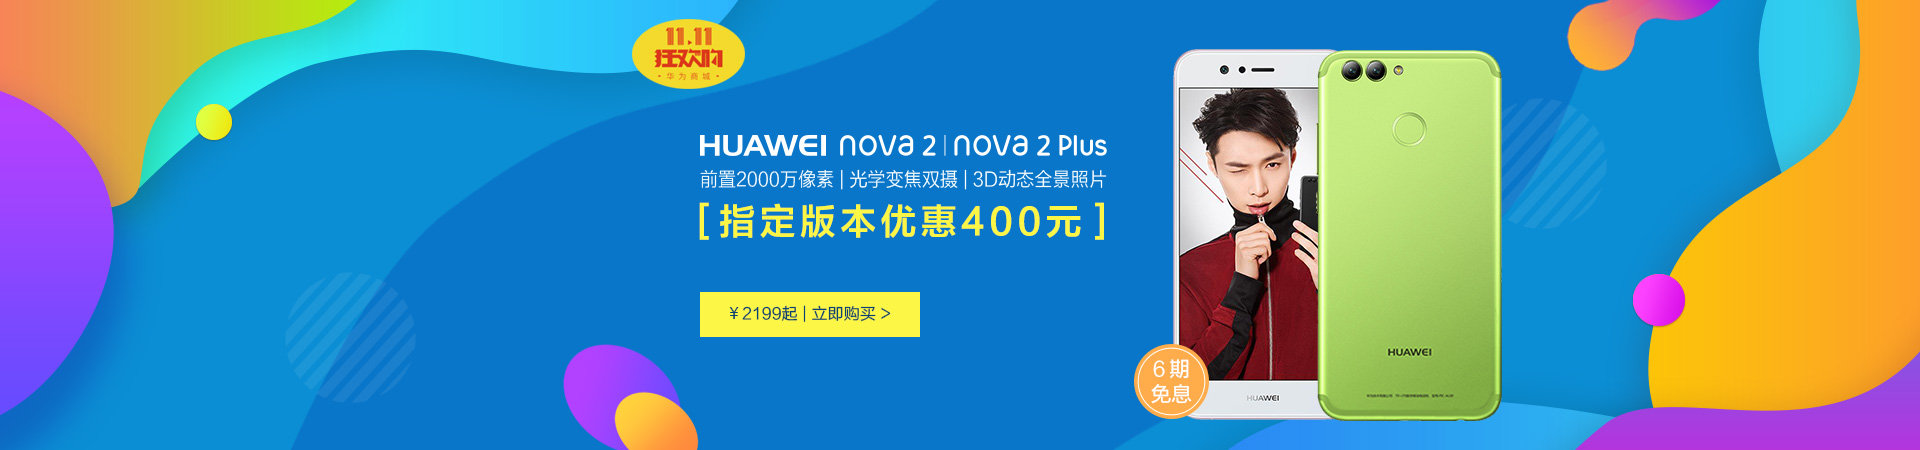 11.11
狂欢购
·华为商城·
HUAWEI nova 2 | nova 2 Plus
前置2000万像素 | 光学变焦双摄 | 3D动态全景照片
[ 指定版本优惠400元 ]
¥ 2199起 | 立即购买 >
6期
免息
HUAWEI
HUAWEI